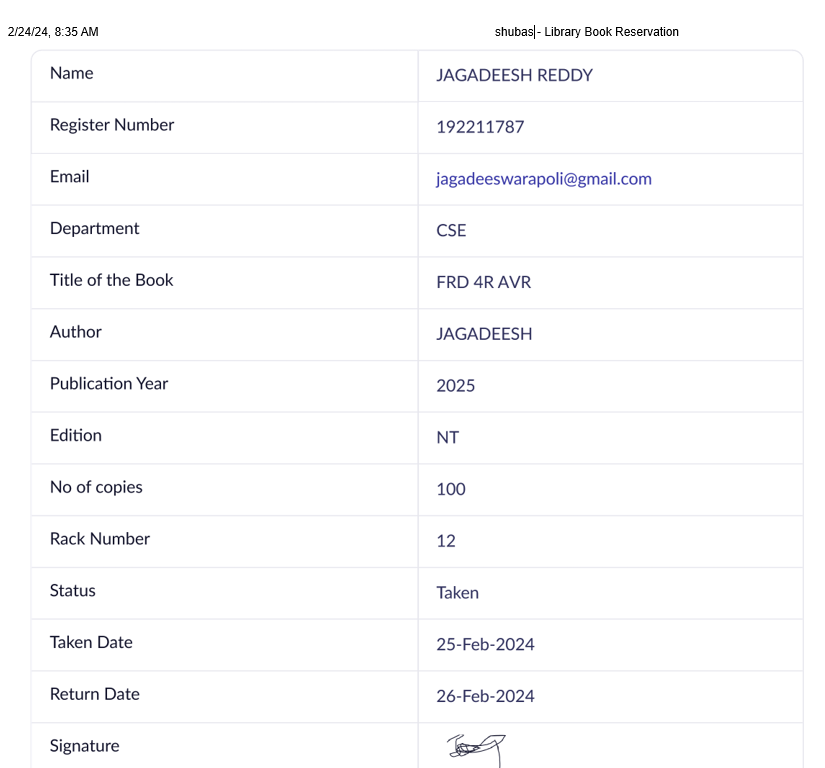 2/24/24, 8:35 AM shubas - Library Book Reservation
Name JAGADEESH REDDY
Register Number 192211787
Email jagadeeswarapoli@gmail.com
Department CSE
Title of the Book FRD 4R AVR
Author JAGADEESH
Publication Year 2025
Edition NT
No of copies 100
Rack Number 12
Status Taken
Taken Date 25-Feb-2024
Return Date 26-Feb-2024
Signature